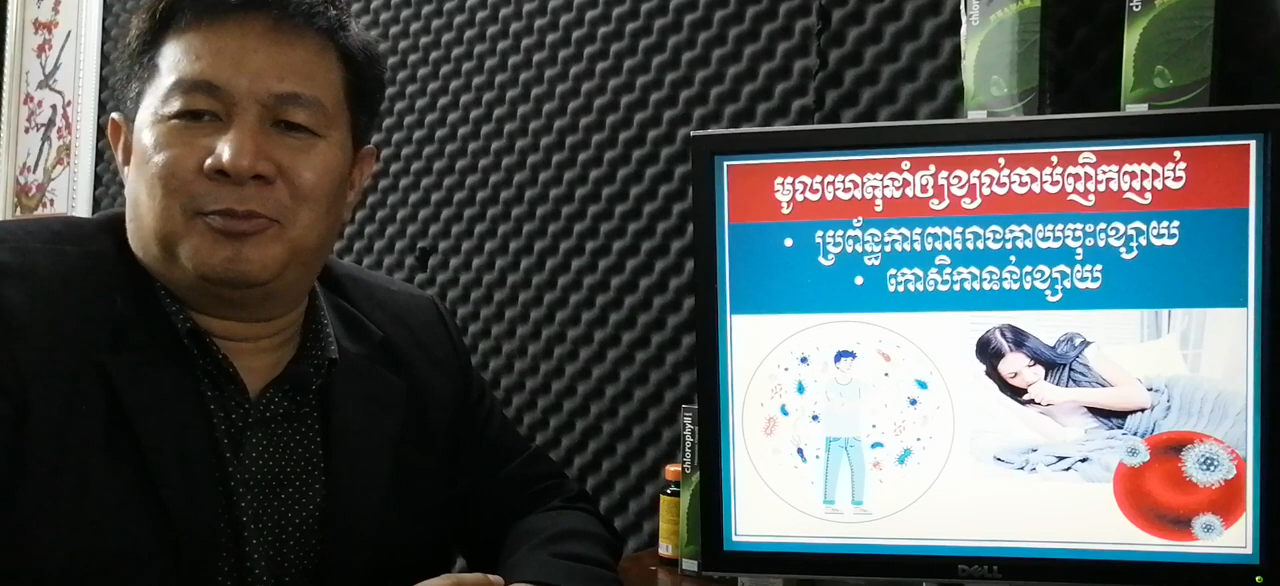 មូលហេតុនាំឲ្យខ្យល់ចាប់ញឹកញាប់
• ប្រព័ន្ធការពាររាងកាយចុះខ្សោយ
• កោសិកាទន់ខ្សោយ
chlorophyll
DELL